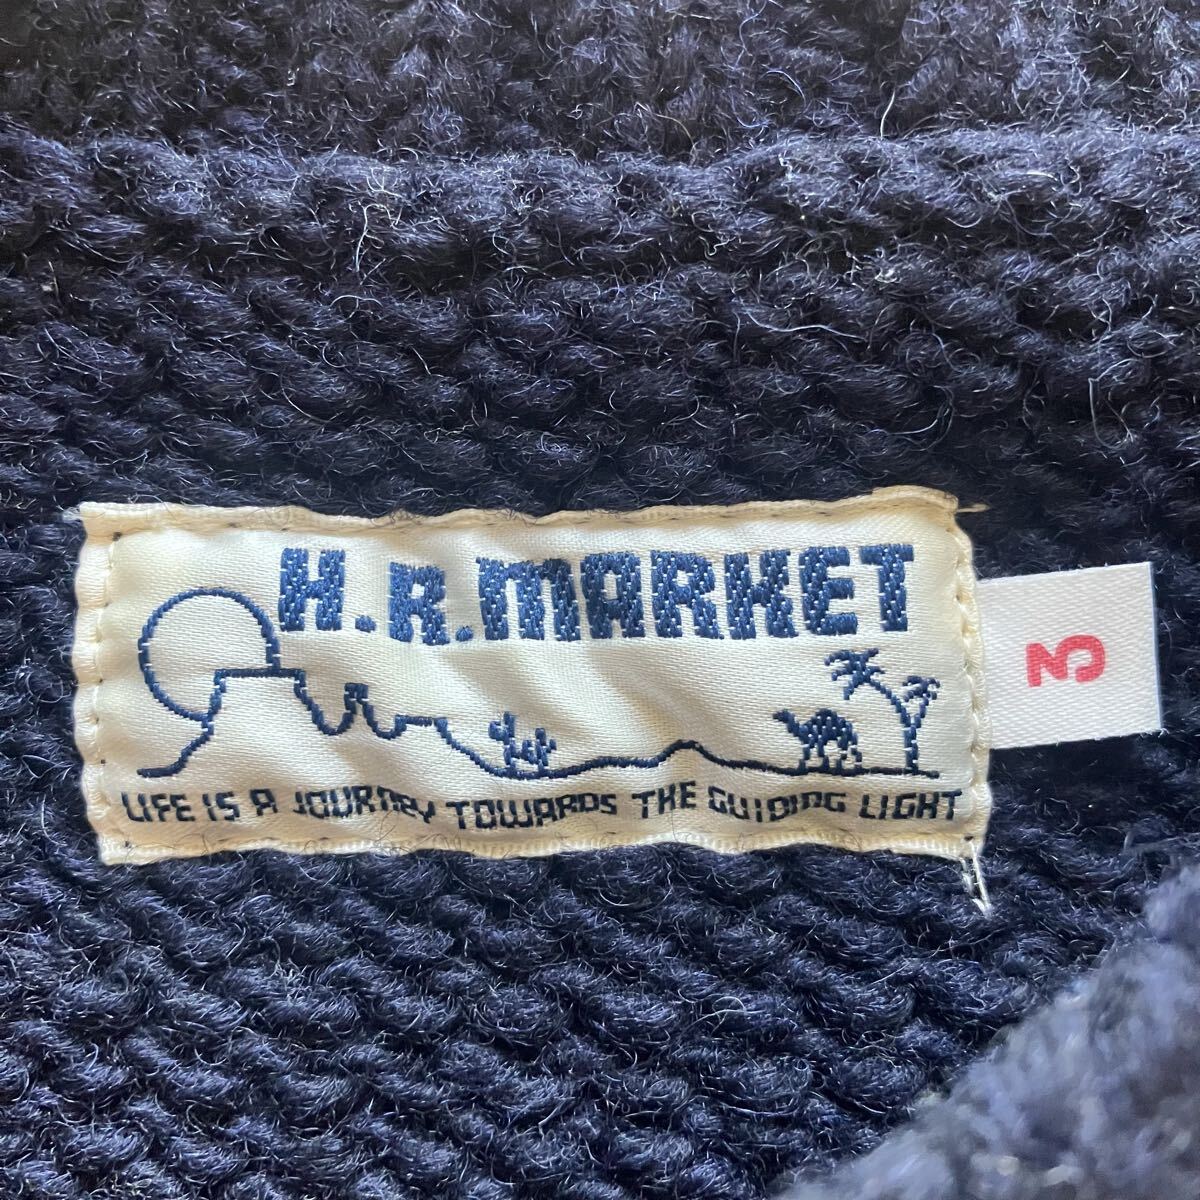 H.R.MARKET
LIFE IS A JOURNEY TOWARDS THE GUIDING LIGHT
3